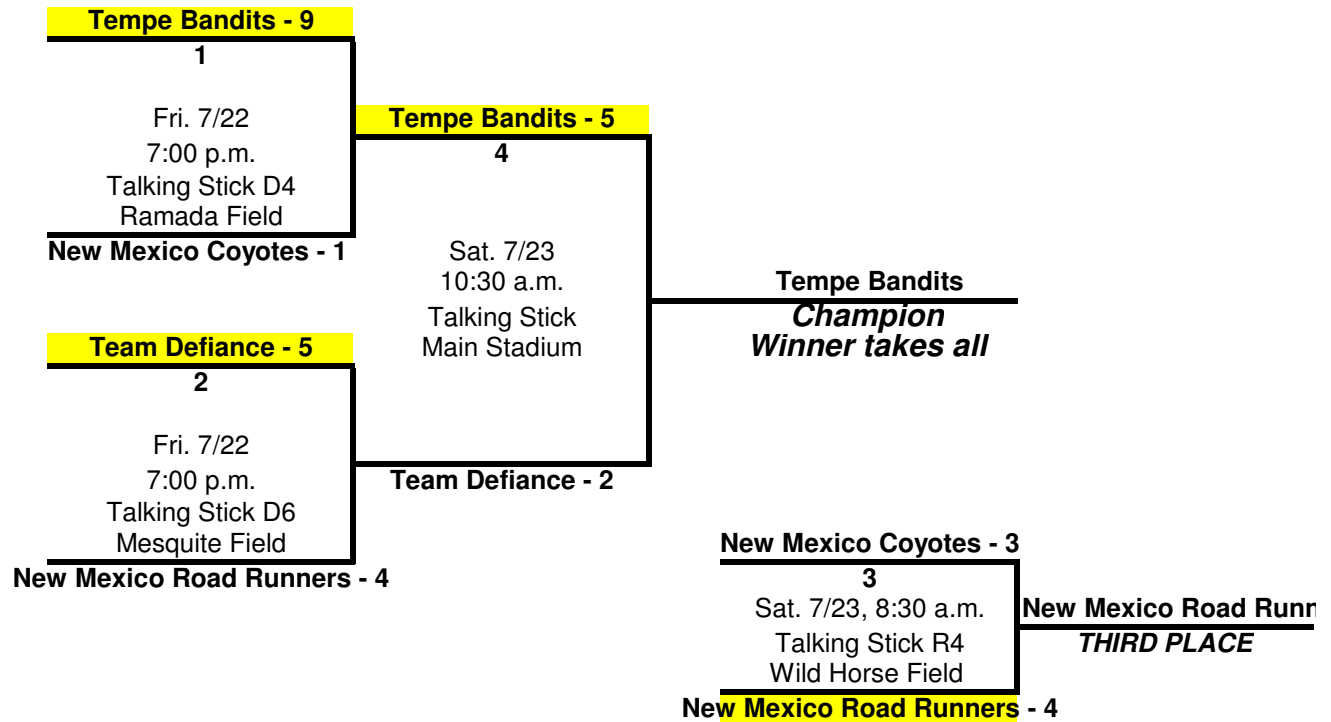 Tempe Bandits - 9
1
Fri. 7/22
7:00 p.m.
Talking Stick D4
Ramada Field
New Mexico Coyotes - 1
Tempe Bandits - 5
4
Sat. 7/23
10:30 a.m.
Talking Stick
Main Stadium
Tempe Bandits
Champion
Winner takes all
Team Defiance - 5
2
Fri. 7/22
7:00 p.m.
Talking Stick D6
Mesquite Field
New Mexico Road Runners - 4
Team Defiance - 2
New Mexico Coyotes - 3
3
Sat. 7/23, 8:30 a.m.
Talking Stick R4
Wild Horse Field
New Mexico Road Runners - 4
New Mexico Road Runn
THIRD PLACE